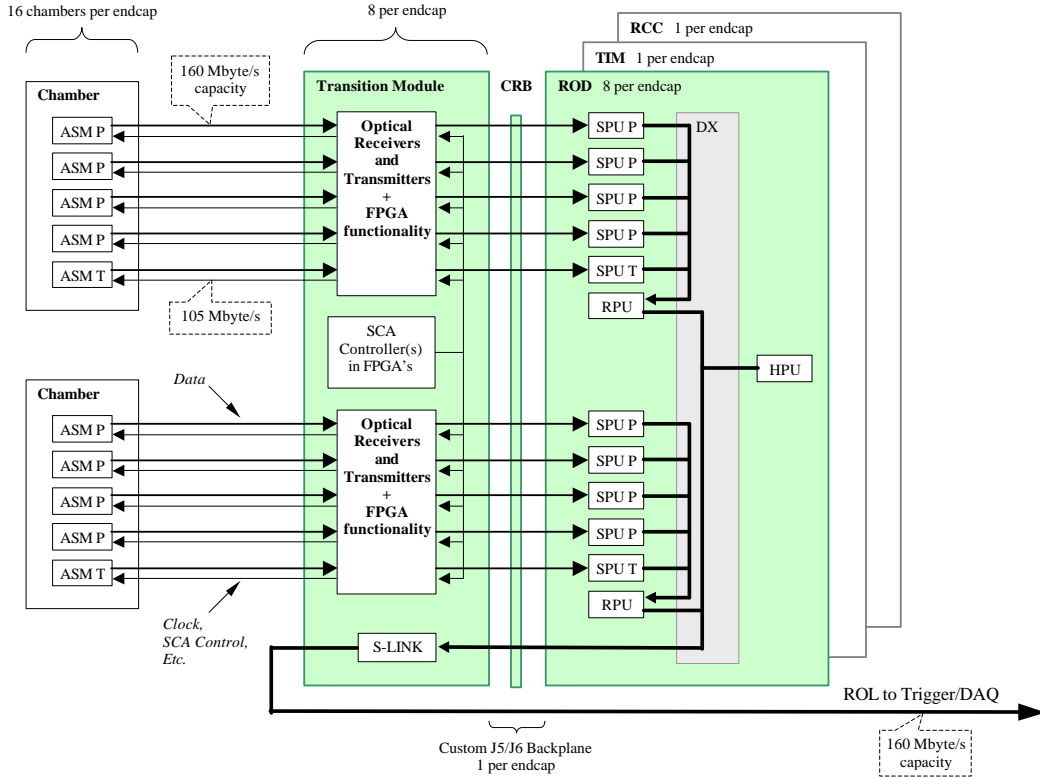 16 chambers per endcap
8 per endcap
RCC 1 per endcap
TIM 1 per endcap
160 Mbyte/s
capacity
Chamber
Transition Module
CRB
ROD 8 per endcap
ASM P
ASM P
ASM P
ASM P
ASM T
Optical
Receivers
and
Transmitters
+
FPGA
functionality
SPU P
SPU P
SPU P
SPU P
SPU T
RPU
DX
105 Mbyte/s
SCA
Controller(s)
in FPGA's
HPU
Data
Chamber
ASM P
ASM P
ASM P
ASM P
ASM T
Optical
Receivers
and
Transmitters
+
FPGA
functionality
SPU P
SPU P
SPU P
SPU P
SPU T
RPU
Clock,
SCA Control,
Etc.
S-LINK
ROL to Trigger/DAQ
Custom J5/J6 Backplane
1 per endcap
160 Mbyte/s
capacity